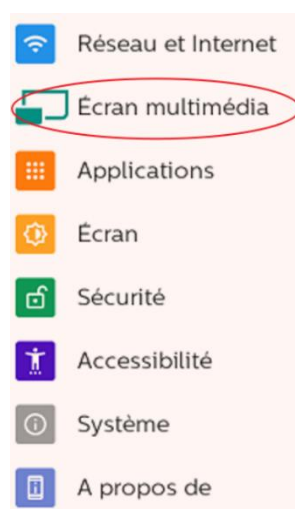 Réseau et Internet
Écran multimédia
Applications
Écran
Sécurité
Accessibilité
Système
A propos de